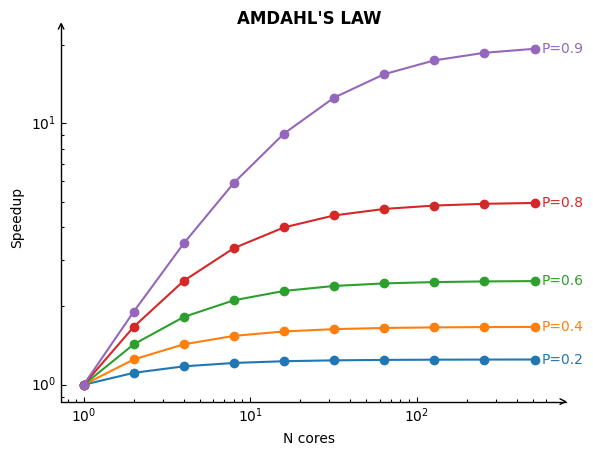 AMDAHL'S LAW
Speedup
10¹
10⁰
P=0.9
P=0.8
P=0.6
P=0.4
P=0.2
10⁰ 10¹ 10²
N cores